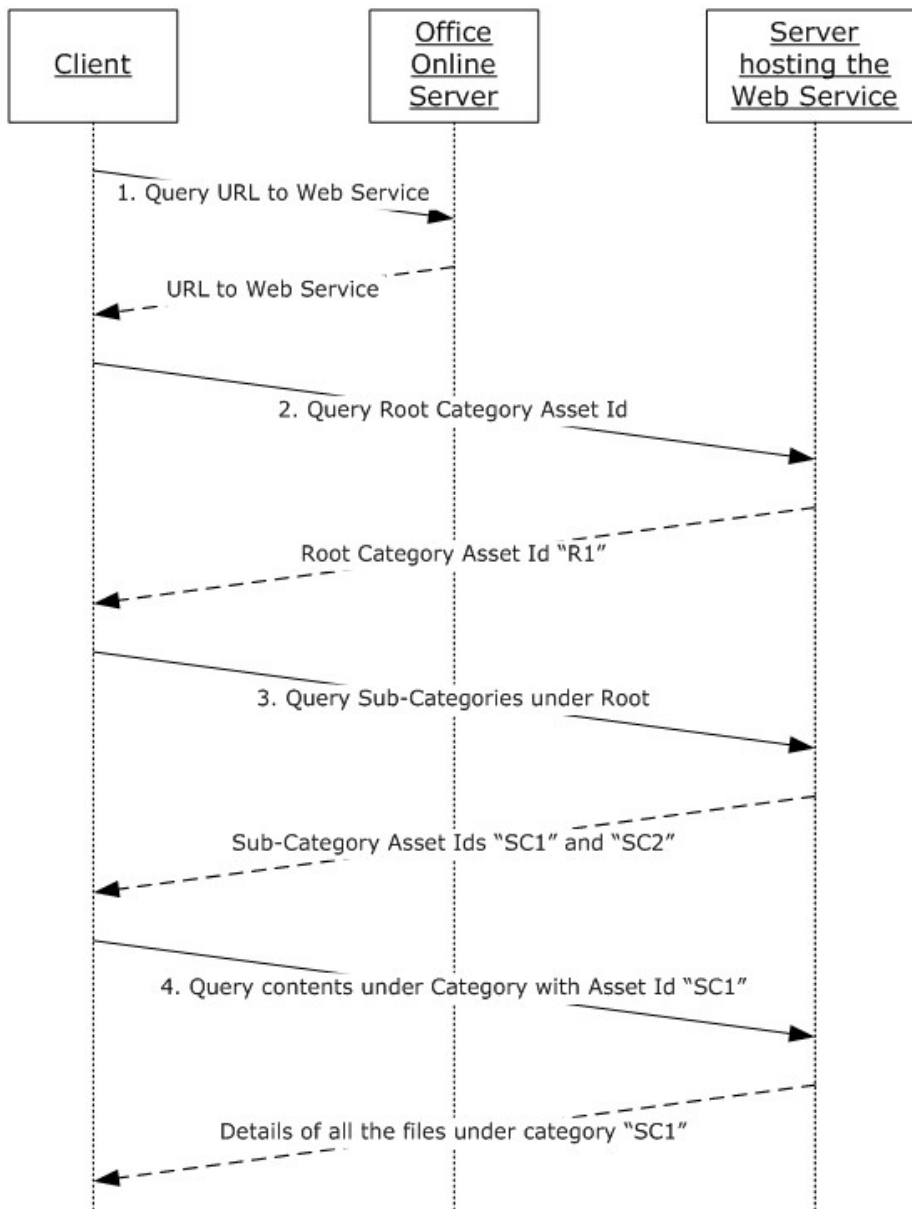 Client
Office
Online
Server
Server
hosting the
Web Service
1. Query URL to Web Service
URL to Web Service
2. Query Root Category Asset Id
Root Category Asset Id “R1”
3. Query Sub-Categories under Root
Sub-Category Asset Ids “SC1” and “SC2”
4. Query contents under Category with Asset Id “SC1”
Details of all the files under category “SC1”